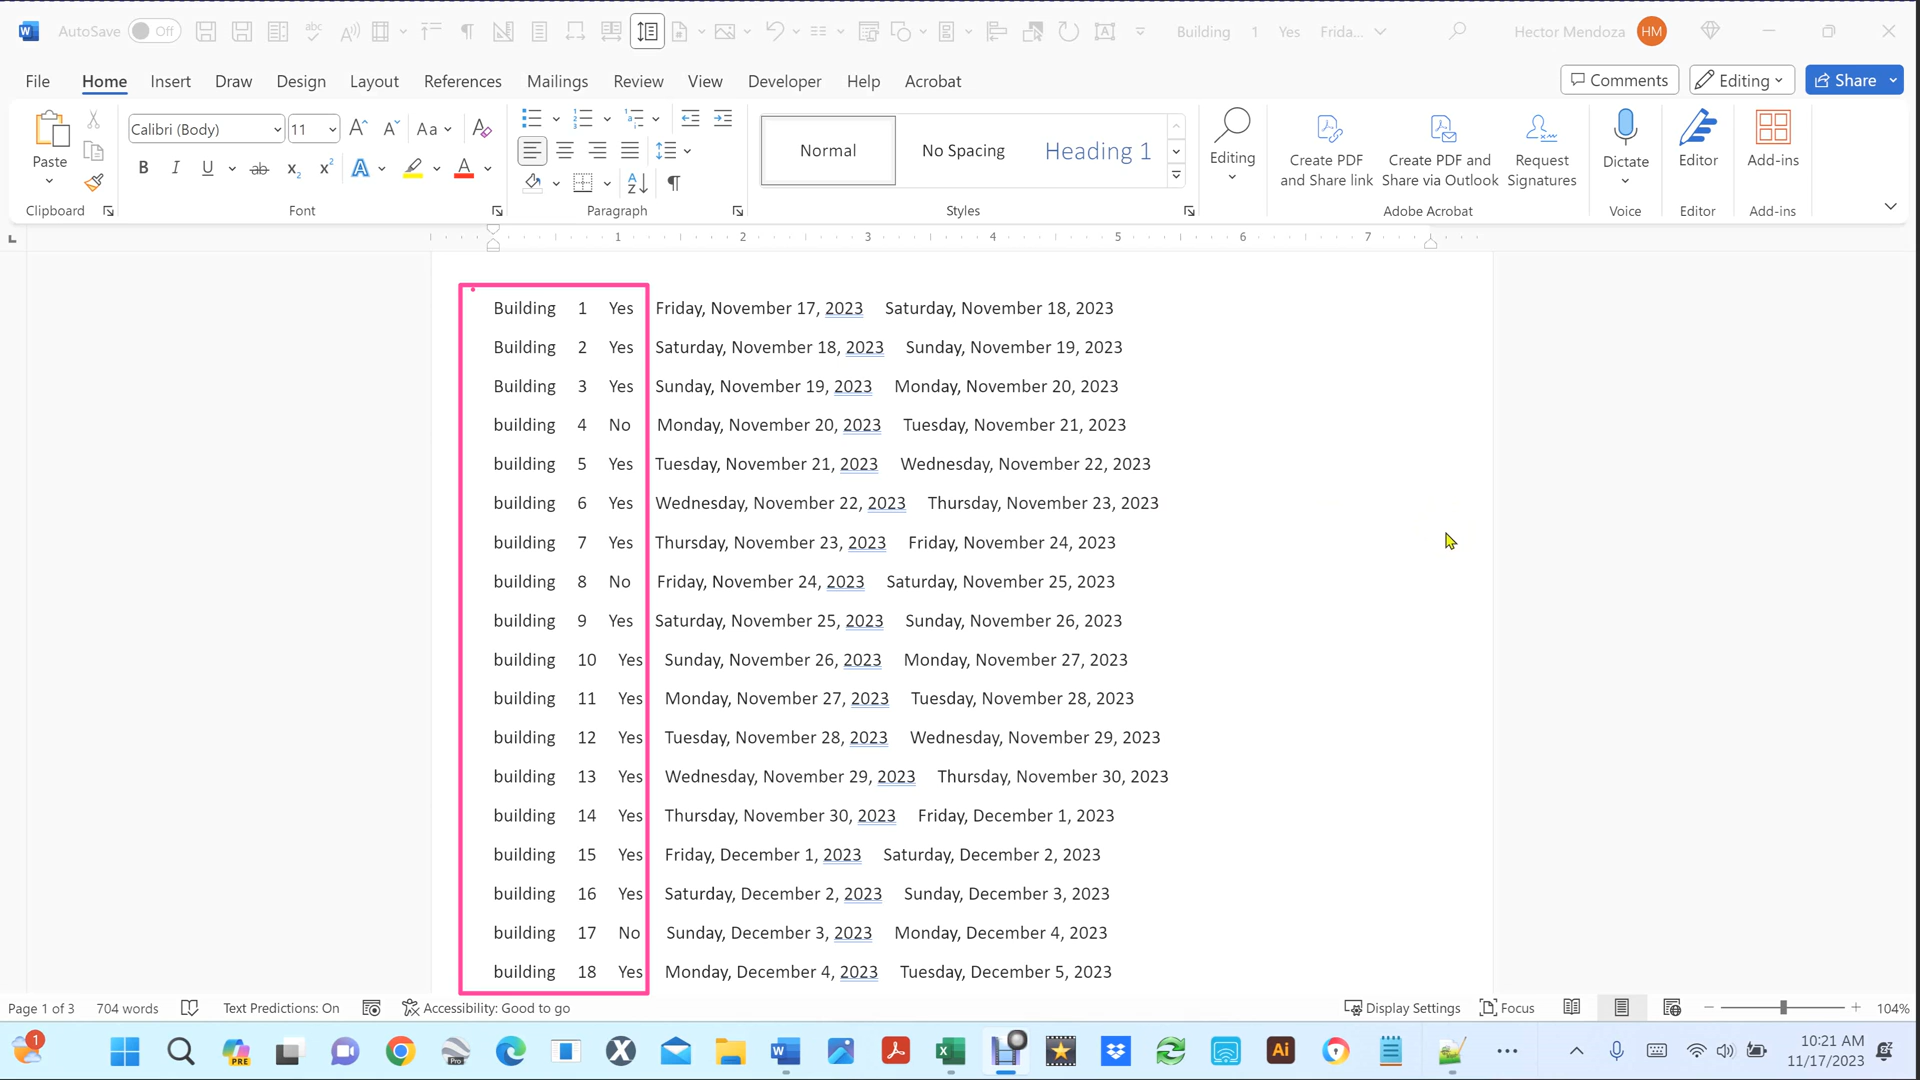 AutoSave Off Building 1 Yes Frida... Hector Mendoza HM
File Home Insert Draw Design Layout References Mailings Review View Developer Help Acrobat Comments Editing Share
Paste
Calibri (Body) 11
Normal No Spacing Heading 1
Editing
Create PDF and Share link
Create PDF and Share via Outlook
Request Signatures
Dictate
Editor
Add-ins
Clipboard Font Paragraph Styles Adobe Acrobat Voice Editor Add-ins
1 2 3 4 5 6 7
Building 1 Yes Friday, November 17, 2023 Saturday, November 18, 2023
Building 2 Yes Saturday, November 18, 2023 Sunday, November 19, 2023
Building 3 Yes Sunday, November 19, 2023 Monday, November 20, 2023
building 4 No Monday, November 20, 2023 Tuesday, November 21, 2023
building 5 Yes Tuesday, November 21, 2023 Wednesday, November 22, 2023
building 6 Yes Wednesday, November 22, 2023 Thursday, November 23, 2023
building 7 Yes Thursday, November 23, 2023 Friday, November 24, 2023
building 8 No Friday, November 24, 2023 Saturday, November 25, 2023
building 9 Yes Saturday, November 25, 2023 Sunday, November 26, 2023
building 10 Yes Sunday, November 26, 2023 Monday, November 27, 2023
building 11 Yes Monday, November 27, 2023 Tuesday, November 28, 2023
building 12 Yes Tuesday, November 28, 2023 Wednesday, November 29, 2023
building 13 Yes Wednesday, November 29, 2023 Thursday, November 30, 2023
building 14 Yes Thursday, November 30, 2023 Friday, December 1, 2023
building 15 Yes Friday, December 1, 2023 Saturday, December 2, 2023
building 16 Yes Saturday, December 2, 2023 Sunday, December 3, 2023
building 17 No Sunday, December 3, 2023 Monday, December 4, 2023
building 18 Yes Monday, December 4, 2023 Tuesday, December 5, 2023
Page 1 of 3 704 words Text Predictions: On Accessibility: Good to go Display Settings Focus 104%
10:21 AM
11/17/2023